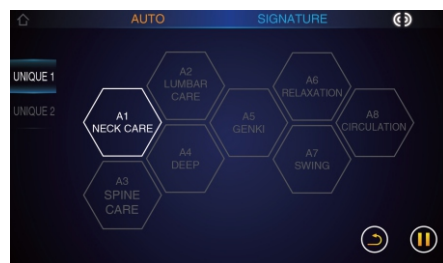 AUTO
SIGNATURE
UNIQUE 1
UNIQUE 2
A1
NECK CARE
A2
LUMBAR
CARE
A3
SPINE
CARE
A4
DEEP
A5
GENKI
A6
RELAXATION
A7
SWING
A8
CIRCULATION